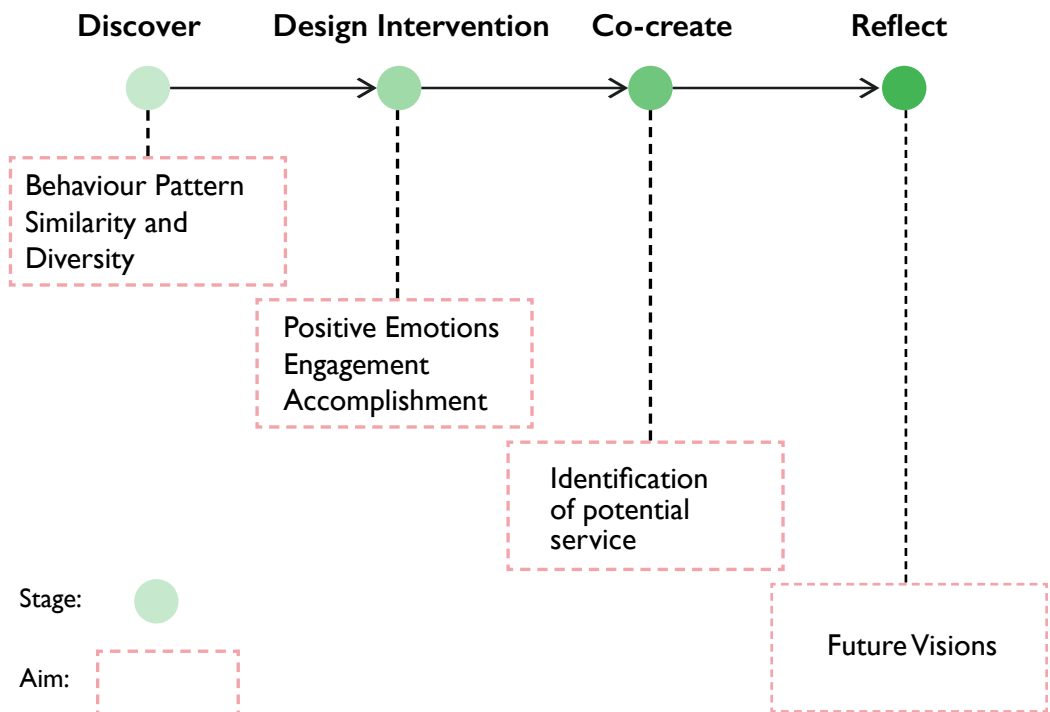 Discover
Design Intervention
Co-create
Reflect
Behaviour Pattern
Similarity and
Diversity
Positive Emotions
Engagement
Accomplishment
Identification
of potential
service
Future Visions
Stage:
Aim: